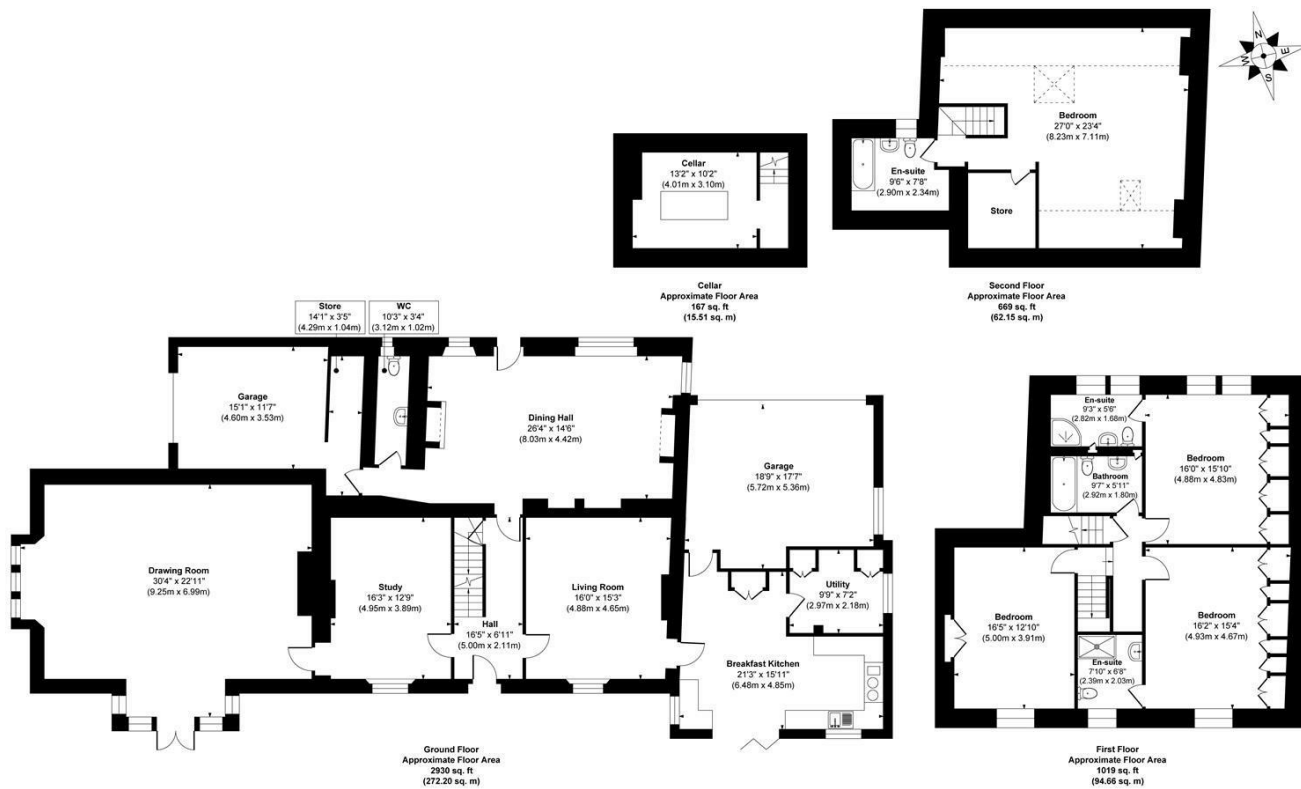 N
E
S
W
Bedroom
27'0" x 23'4"
(8.23m x 7.11m)
En-suite
9'6" x 7'8"
(2.90m x 2.34m)
Store
Second Floor
Approximate Floor Area
669 sq. ft
(62.15 sq. m)
Cellar
13'2" x 10'2"
(4.01m x 3.10m)
Cellar
Approximate Floor Area
167 sq. ft
(15.51 sq. m)
Store
14'1" x 3'5"
(4.29m x 1.04m)
WC
10'3" x 3'4"
(3.12m x 1.02m)
Garage
15'1" x 11'7"
(4.60m x 3.53m)
Dining Hall
26'4" x 14'6"
(8.03m x 4.42m)
Garage
18'9" x 17'7"
(5.72m x 5.36m)
Drawing Room
30'4" x 22'11"
(9.25m x 6.99m)
Study
16'3" x 12'9"
(4.95m x 3.89m)
Hall
16'5" x 6'11"
(5.00m x 2.11m)
Living Room
16'0" x 15'3"
(4.88m x 4.65m)
Utility
9'9" x 7'2"
(2.97m x 2.18m)
Breakfast Kitchen
21'3" x 15'11"
(6.48m x 4.85m)
Ground Floor
Approximate Floor Area
2930 sq. ft
(272.20 sq. m)
En-suite
9'3" x 5'6"
(2.82m x 1.68m)
Bathroom
9'7" x 5'11"
(2.92m x 1.80m)
Bedroom
16'0" x 15'10"
(4.88m x 4.83m)
Bedroom
16'5" x 12'10"
(5.00m x 3.91m)
Bedroom
16'2" x 15'4"
(4.93m x 4.67m)
En-suite
7'10" x 6'8"
(2.39m x 2.03m)
First Floor
Approximate Floor Area
1019 sq. ft
(94.66 sq. m)